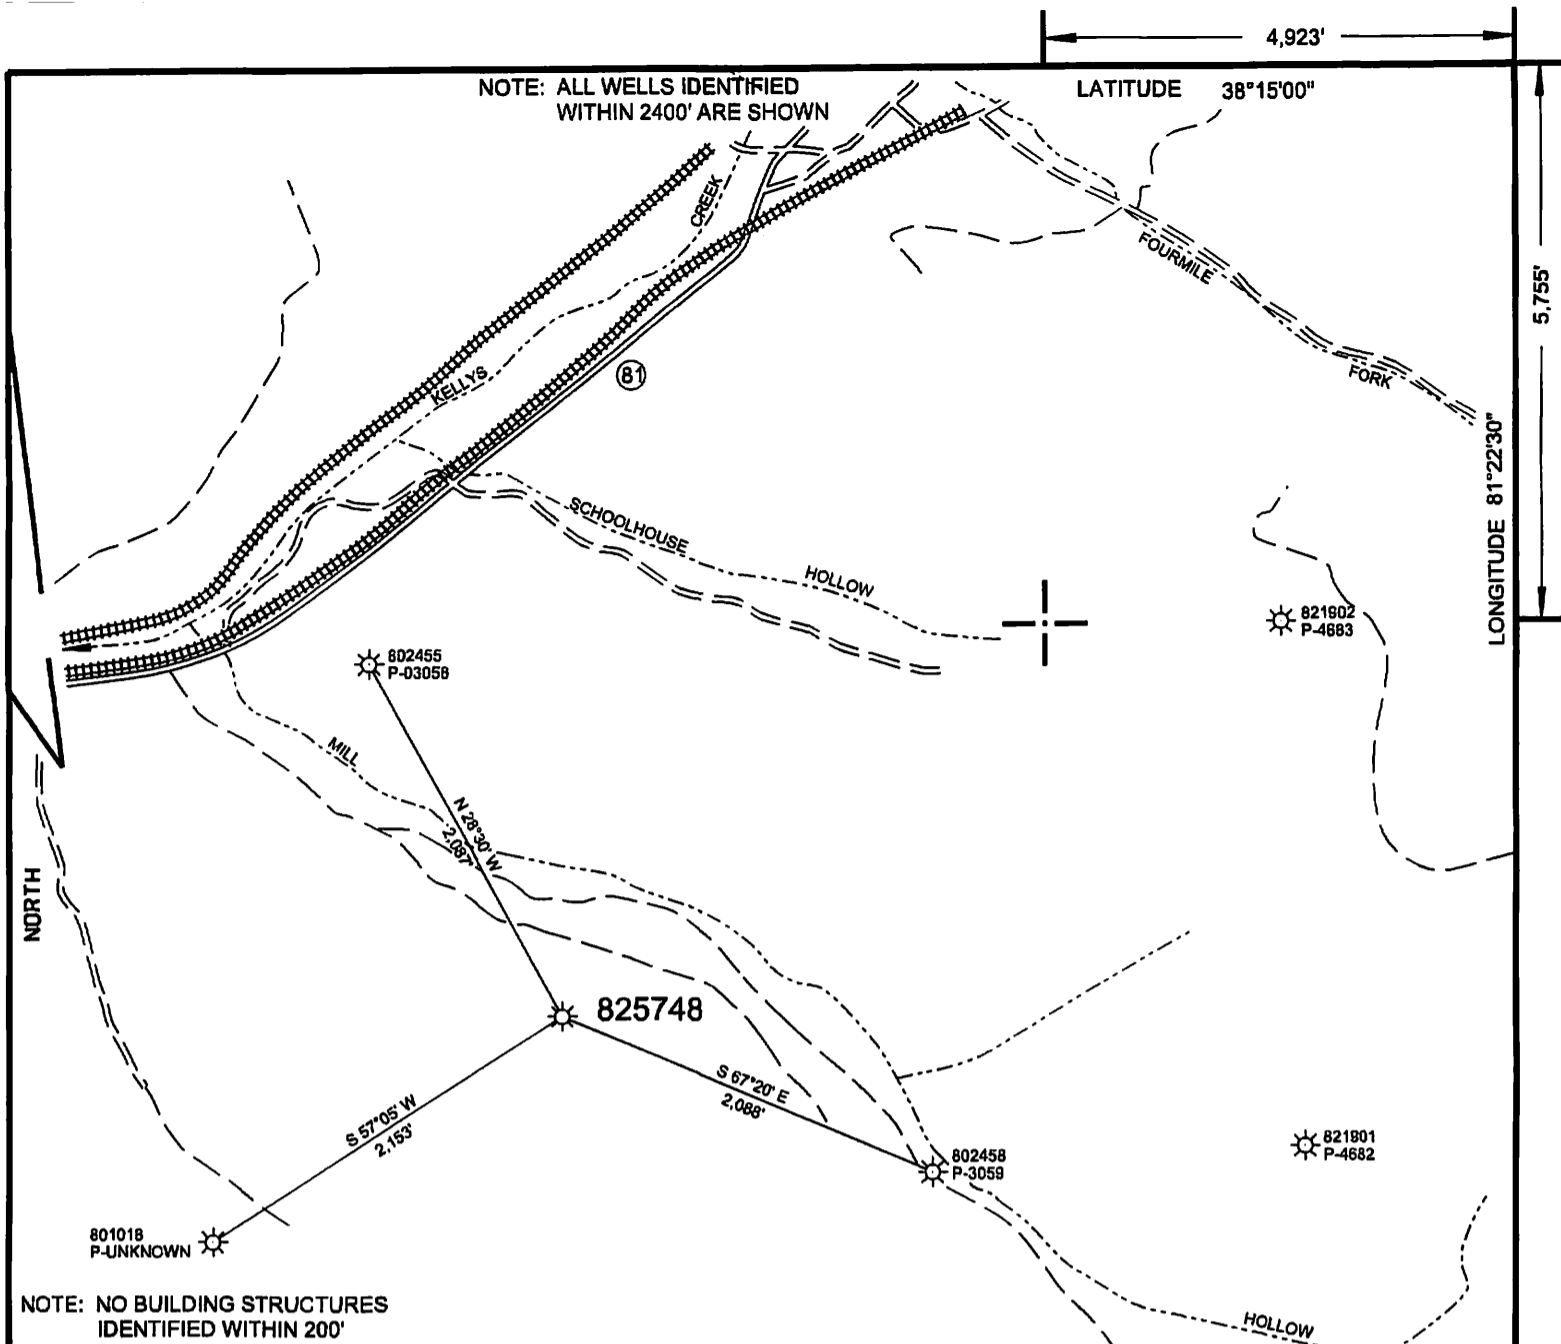 4,923'
NOTE: ALL WELLS IDENTIFIED
WITHIN 2400' ARE SHOWN
LATITUDE 38°15'00"
CREEK
FOURMILE
5,755'
KELLYS
81
FORK
LONGITUDE 81°22'30"
SCHOOLHOUSE
HOLLOW
821902
P-4683
802455
P-03058
MILL
N 28°30' W
2,087'
NORTH
825748
S 67°20' E
2,088'
S 57°05' W
2,153'
821901
P-4682
802458
P-3059
801018
P-UNKNOWN
NOTE: NO BUILDING STRUCTURES
IDENTIFIED WITHIN 200'
HOLLOW